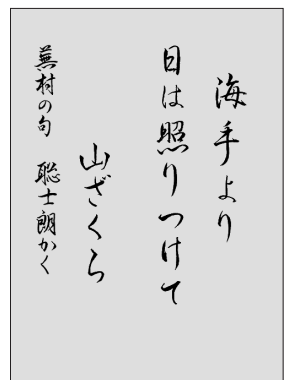 海手より
日は照りつけて
山ざくら
蕪村の句 聡士朗かく